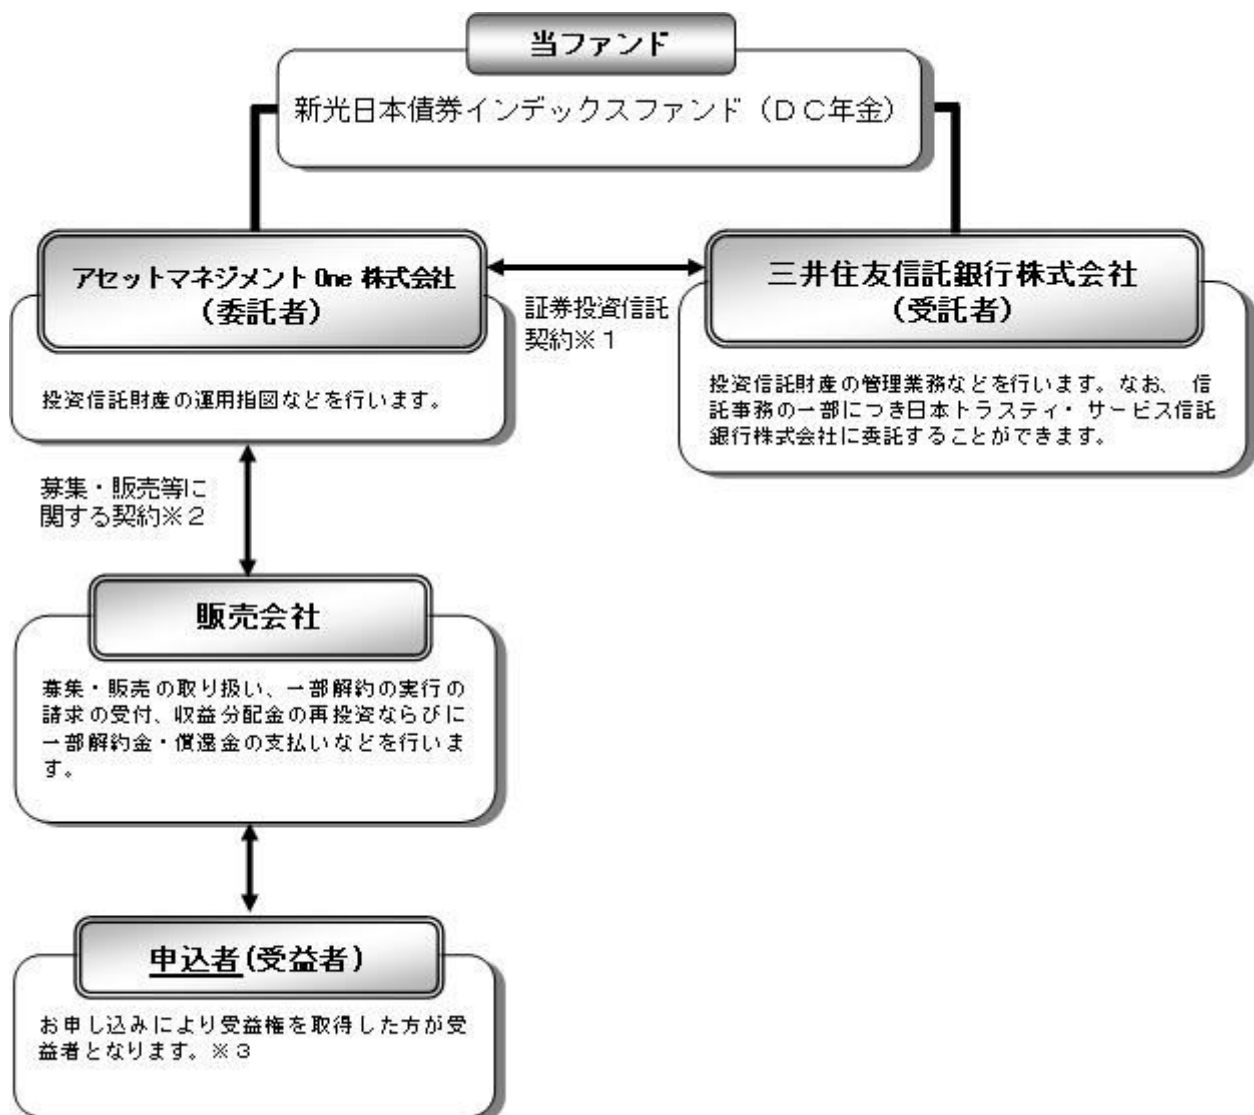 当ファンド
新光日本債券インデックスファンド（ＤＣ年金）
アセットマネジメント One 株式会社
（委託者）
投資信託財産の運用指図などを行います。
証券投資信託
契約※１
三井住友信託銀行株式会社
（受託者）
投資信託財産の管理業務などを行います。なお、 信
託事務の一部につき日本トラスティ・ サービス信託
銀行株式会社に委託することができます。
募集・販売等に
関する契約※２
販売会社
募集・販売の取り扱い、一部解約の実行の
請求の受付、収益分配金の再投資ならびに
一部解約金・償還金の支払いなどを行いま
す。
申込者(受益者)
お申し込みにより受益権を取得した方が受
益者となります。※３